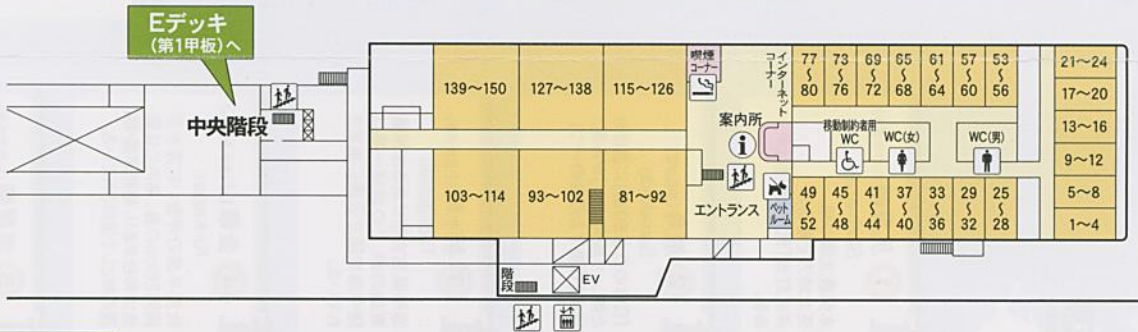 Eデッキ
(第1甲板)へ
中央階段
139～150
127～138
115～126
103～114
93～102
81～92
喫煙
コーナー
インターネット
コーナー
案内所
エントランス
ペット
ルーム
77～80
73～76
69～72
65～68
61～64
57～60
53～56
移動制約者用
WC
WC(女)
WC(男)
49～52
45～48
41～44
37～40
33～36
29～32
25～28
21～24
17～20
13～16
9～12
5～8
1～4
階段
EV